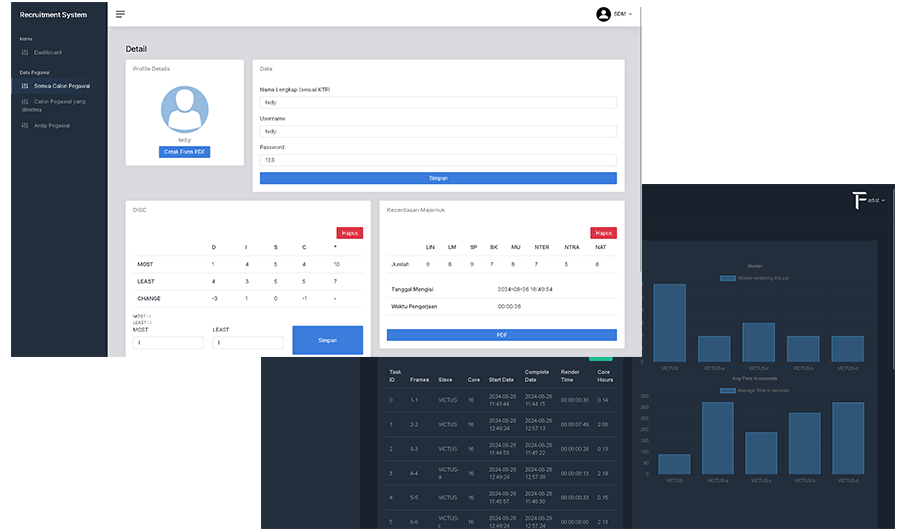 Recruitment System
SDM
Home
Dashboard
Data Pegawai
Semua Calon Pegawai
Calon Pegawai yang
diterima
Arsip Pegawai
Detail
Profile Details
tedy
Cetak Form PDF
Data
Nama Lengkap (sesuai KTP)
tedy
Username
tedy
Password
123
Simpan
DISC
Hapus
D I S C *
MOST 1 4 5 4 10
LEAST 4 3 5 5 7
CHANGE -3 1 0 -1 -
MOST : I
LEAST : I
MOST LEAST
I I
Simpan
Kecerdasan Majemuk
Hapus
LIN LM SP BK MU NTER NTRA NAT
Jumlah 9 8 9 7 8 7 5 6
Tanggal Mengisi 2024-08-26 16:49:54
Waktu Pengerjaan 00:00:26
PDF
artist
Task
ID Frames Slave Core Start Date Complete
Date Render
Time Core
Hours
0 1-1 VICTUS 16 2024-08-28
11:43:44 2024-08-28
11:44:15 00:00:00:30 0.14
1 2-2 VICTUS 16 2024-08-28
12:49:24 2024-08-28
12:57:13 00:00:07:49 2.08
2 3-3 VICTUS 16 2024-08-28
11:44:53 2024-08-28
11:45:22 00:00:00:28 0.13
3 4-4 VICTUS-
a 16 2024-08-28
12:49:24 2024-08-28
12:57:38 00:00:08:13 2.19
4 5-5 VICTUS 16 2024-08-28
11:45:57 2024-08-28
11:46:30 00:00:00:33 0.15
5 6-6 VICTUS-
c 16 2024-08-28
12:49:24 2024-08-28
12:57:24 00:00:08:00 2.13
Worker
Worker rendering this job
VICTUS VICTUS-a VICTUS-c VICTUS-b VICTUS-d
Avg Time in seconds
Average Time in seconds
350
300
250
200
150
100
50
0
VICTUS VICTUS-a VICTUS-c VICTUS-b VICTUS-d